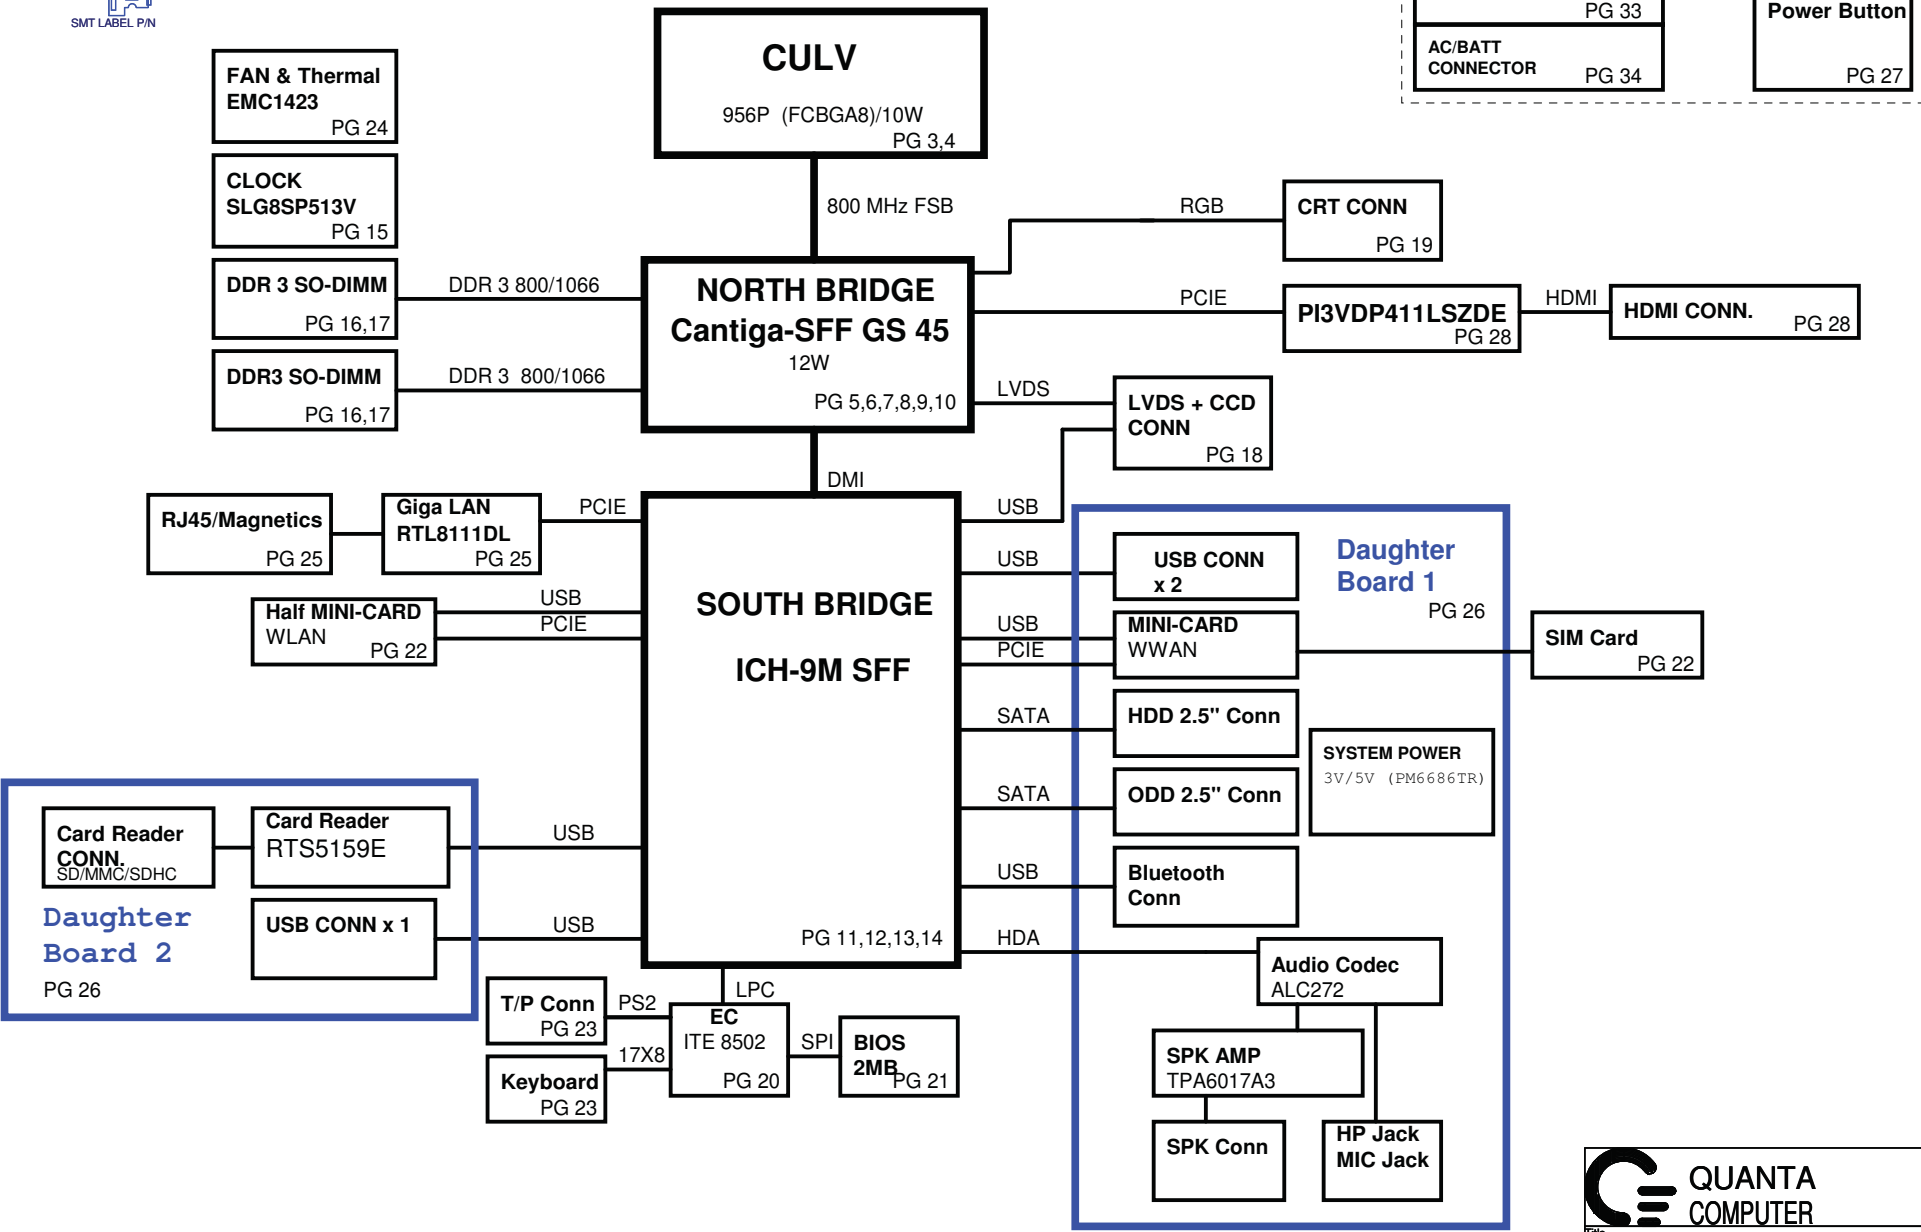 SMT LABEL P/N
PG 33
AC/BATT
CONNECTOR
PG 34
Power Button
PG 27
FAN & Thermal
EMC1423
PG 24
CULV
956P (FCBGA8)/10W
PG 3,4
CLOCK
SLG8SP513V
PG 15
800 MHz FSB
RGB
CRT CONN
PG 19
DDR 3 SO-DIMM
PG 16,17
DDR 3 800/1066
NORTH BRIDGE
Cantiga-SFF GS 45
12W
PG 5,6,7,8,9,10
PCIE
PI3VDP411LSZDE
PG 28
HDMI
HDMI CONN.
PG 28
DDR3 SO-DIMM
PG 16,17
DDR 3 800/1066
LVDS
LVDS + CCD
CONN
PG 18
DMI
RJ45/Magnetics
PG 25
Giga LAN
RTL8111DL
PG 25
PCIE
USB
Half MINI-CARD
WLAN
PG 22
USB
PCIE
SOUTH BRIDGE
ICH-9M SFF
PG 11,12,13,14
USB
USB CONN
x 2
Daughter
Board 1
PG 26
USB
PCIE
MINI-CARD
WWAN
SIM Card
PG 22
SATA
HDD 2.5" Conn
SYSTEM POWER
3V/5V (PM6686TR)
SATA
ODD 2.5" Conn
USB
Bluetooth
Conn
HDA
Audio Codec
ALC272
SPK AMP
TPA6017A3
SPK Conn
HP Jack
MIC Jack
Card Reader
CONN.
SD/MMC/SDHC
Card Reader
RTS5159E
USB
Daughter
Board 2
PG 26
USB CONN x 1
USB
LPC
T/P Conn
PG 23
PS2
EC
ITE 8502
PG 20
SPI
BIOS
2MB
PG 21
17X8
Keyboard
PG 23
QUANTA
COMPUTER